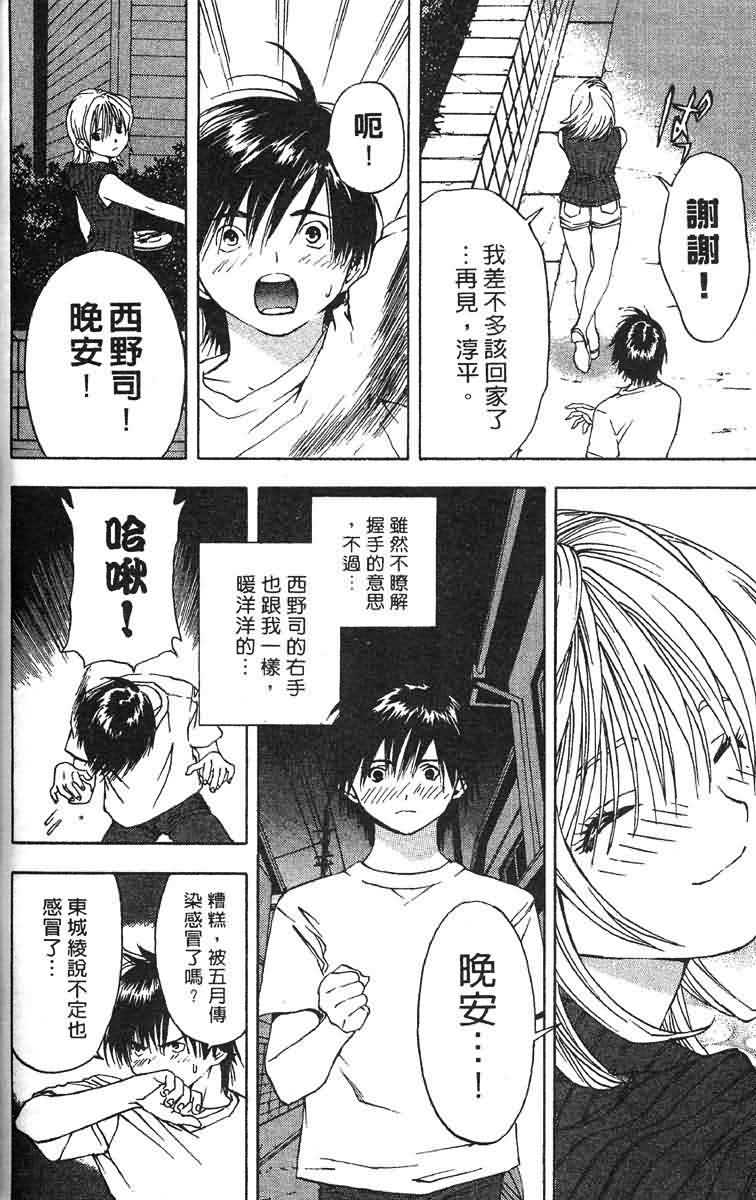 謝謝！
ぱっ
我差不多該回家了
…再見，淳平。
呃！
西野司！
晚安！
晚安…！
雖然不瞭解
握手的意思
，不過…
西野司的右手
也跟我一樣，
暖洋洋的…
哈啾！
糟糕，被五月傳
染感冒了嗎？
東城綾說不定也
感冒了…